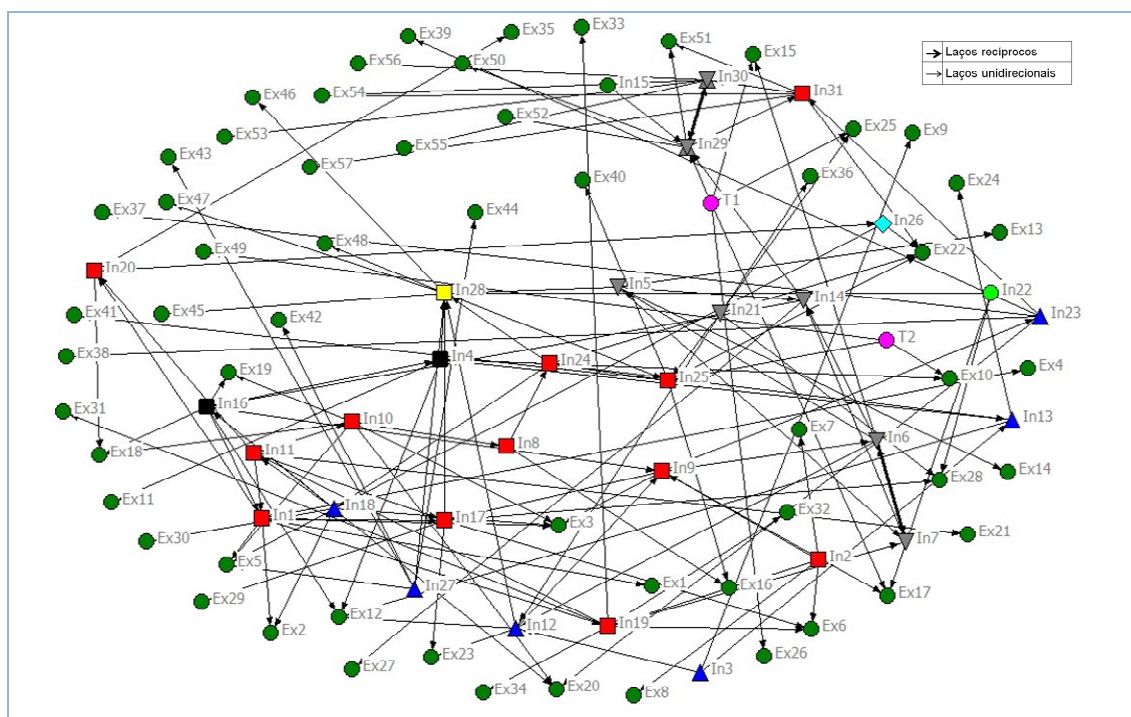 Ex33
Ex39
Ex35
Ex51
Ex15
Ex56
Ex50
Laços reciprocos
Laços unidirecionais
In30
In15
In31
Ex46
Ex54
Ex52
Ex25
Ex9
Ex53
Ex55
In29
Ex43
Ex57
Ex36
Ex40
Ex24
Ex47
T1
Ex37
Ex44
In26
Ex13
Ex49
Ex48
Ex22
In20
In5
In28
In14
In22
Ex41
Ex45
Ex42
In21
In23
T2
Ex38
In4
In24
Ex19
In25
Ex10
Ex4
Ex31
In16
In10
In13
Ex7
In6
Ex18
In11
In8
In9
Ex14
Ex28
Ex11
In18
Ex32
In1
In17
Ex3
Ex21
Ex30
In7
Ex5
In2
In27
Ex1
Ex16
Ex17
Ex29
Ex12
Ex2
In12
In19
Ex6
Ex23
Ex26
Ex27
In3
Ex34
Ex20
Ex8